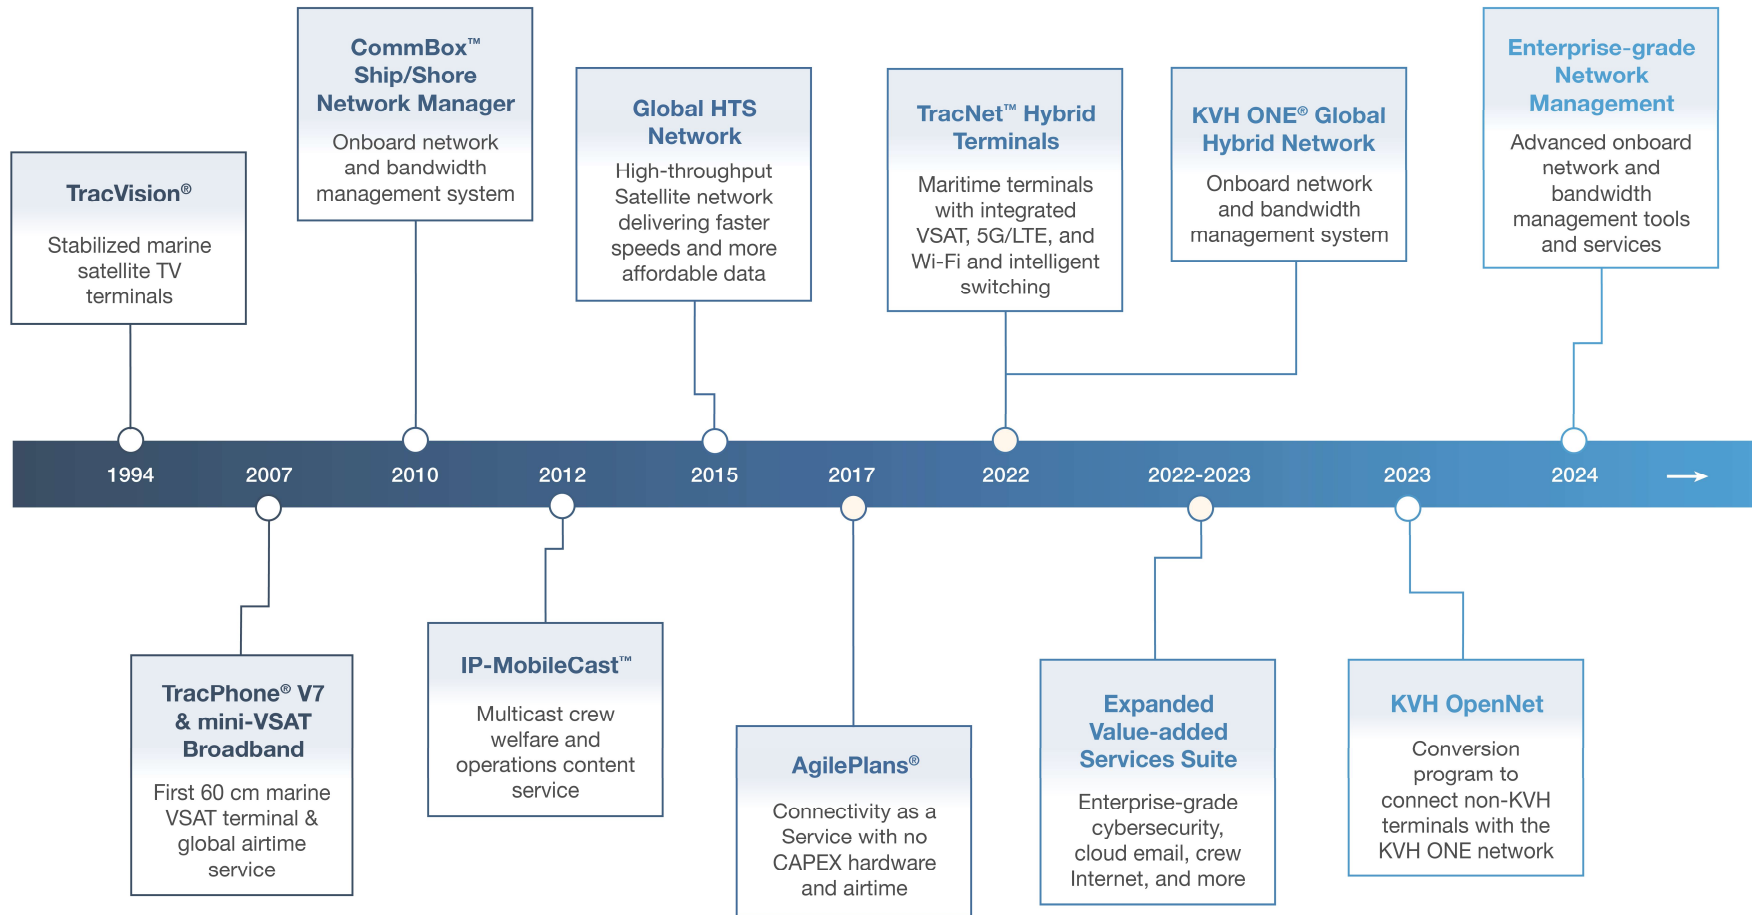 TracVision®
Stabilized marine
satellite TV
terminals
CommBox™
Ship/Shore
Network Manager
Onboard network
and bandwidth
management system
Global HTS
Network
High-throughput
Satellite network
delivering faster
speeds and more
affordable data
TracNet™ Hybrid
Terminals
Maritime terminals
with integrated
VSAT, 5G/LTE, and
Wi-Fi and intelligent
switching
KVH ONE® Global
Hybrid Network
Onboard network
and bandwidth
management system
Enterprise-grade
Network
Management
Advanced onboard
network and
bandwidth
management tools
and services
1994 2007 2010 2012 2015 2017 2022 2022-2023 2023 2024
TracPhone® V7
& mini-VSAT
Broadband
First 60 cm marine
VSAT terminal &
global airtime
service
IP-MobileCast™
Multicast crew
welfare and
operations content
service
AgilePlans®
Connectivity as a
Service with no
CAPEX hardware
and airtime
Expanded
Value-added
Services Suite
Enterprise-grade
cybersecurity,
cloud email, crew
Internet, and more
KVH OpenNet
Conversion
program to
connect non-KVH
terminals with the
KVH ONE network